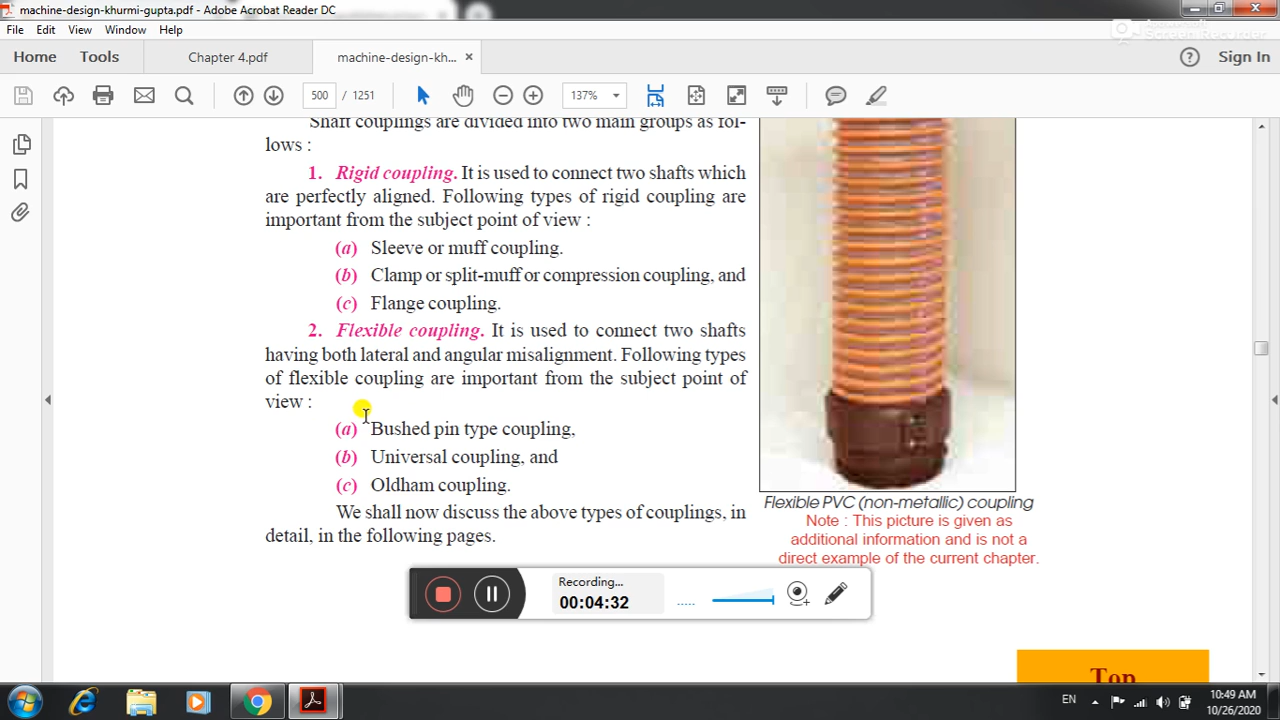 machine-design-khurmi-gupta.pdf - Adobe Acrobat Reader DC
File Edit View Window Help
Screen Recorder
Home Tools Chapter 4.pdf machine-design-kh... × Sign In
500 / 1251 137%
Shaft couplings are divided into two main groups as fol-
lows :
1. Rigid coupling. It is used to connect two shafts which
are perfectly aligned. Following types of rigid coupling are
important from the subject point of view :
(a) Sleeve or muff coupling.
(b) Clamp or split-muff or compression coupling, and
(c) Flange coupling.
2. Flexible coupling. It is used to connect two shafts
having both lateral and angular misalignment. Following types
of flexible coupling are important from the subject point of
view :
(a) Bushed pin type coupling,
(b) Universal coupling, and
(c) Oldham coupling.
We shall now discuss the above types of couplings, in
detail, in the following pages.
Flexible PVC (non-metallic) coupling
Note : This picture is given as
additional information and is not a
direct example of the current chapter.
Recording...
00:04:32
Top
EN 10:49 AM
10/26/2020